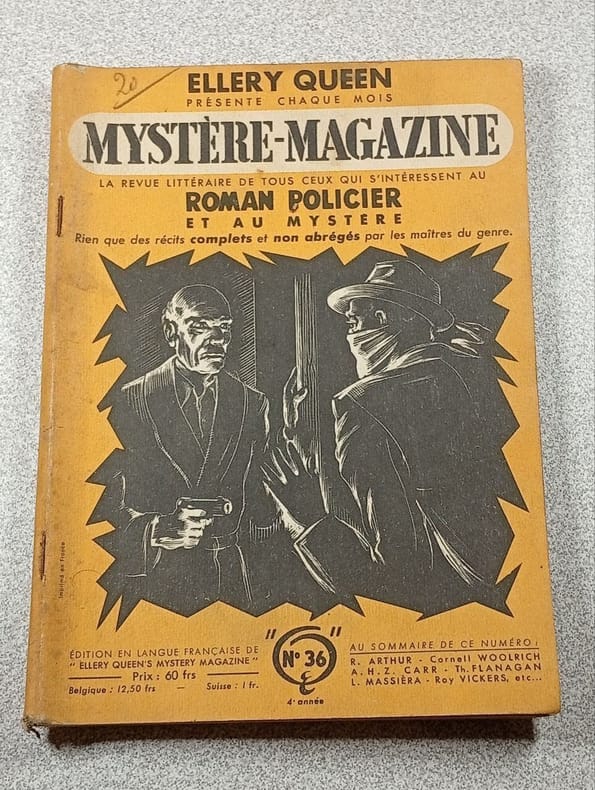 20
ELLERY QUEEN
PRÉSENTE CHAQUE MOIS
MYSTÈRE-MAGAZINE
LA REVUE LITTÉRAIRE DE TOUS CEUX QUI S'INTÉRESSENT AU
ROMAN POLICIER
ET AU MYSTÈRE
Rien que des récits complets et non abrégés par les maîtres du genre.
Imprimé en France
ÉDITION EN LANGUE FRANÇAISE DE
"ELLERY QUEEN'S MYSTERY MAGAZINE"
Prix : 60 frs
Belgique : 12,50 frs — Suisse : 1 fr.
"N° 36"
4e année
AU SOMMAIRE DE CE NUMÉRO :
R. ARTHUR - Cornell WOOLRICH
A. H. Z. CARR - Th. FLANAGAN
L. MASSIÈRA - Roy VICKERS, etc...